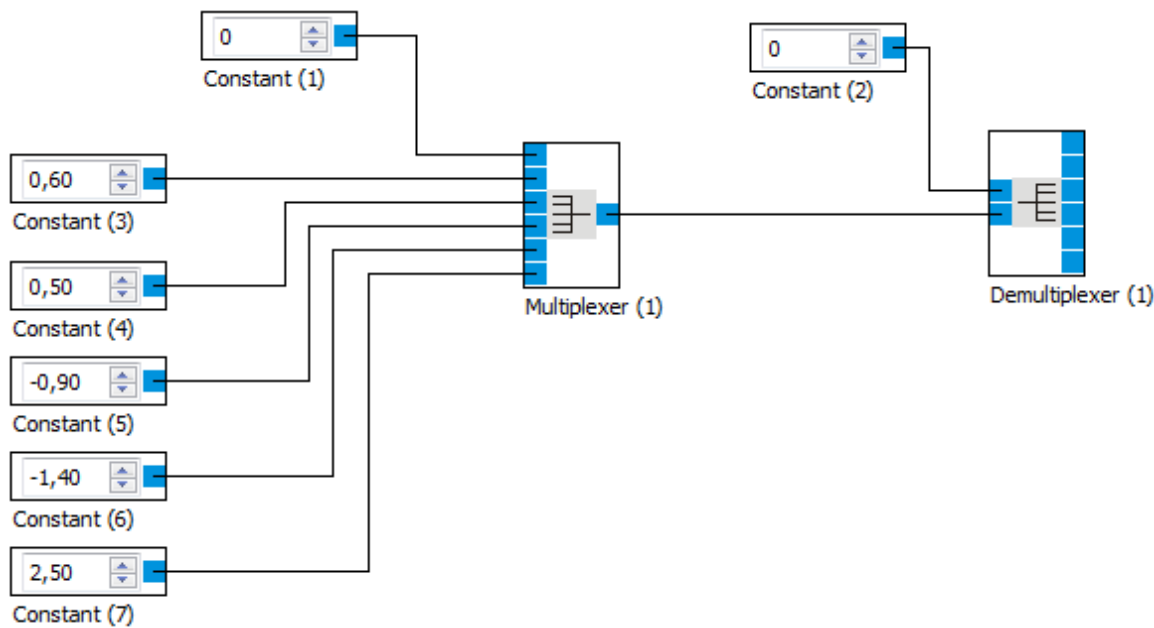 0
Constant (1)
0
Constant (2)
0,60
Constant (3)
0,50
Constant (4)
-0,90
Constant (5)
-1,40
Constant (6)
2,50
Constant (7)
Multiplexer (1)
Demultiplexer (1)